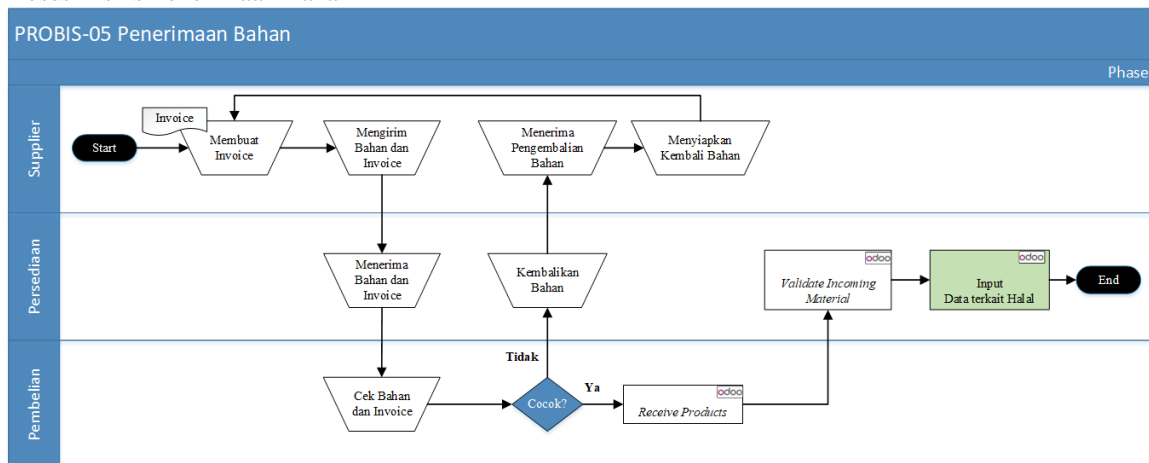 PROBIS-05 Penerimaan Bahan
Phase
Supplier
Start
Invoice
Membuat
Invoice
Mengirim
Bahan dan
Invoice
Menerima
Pengembalian
Bahan
Menyiapkan
Kembali Bahan
Persediaan
Menerima
Bahan dan
Invoice
Kembalikan
Bahan
odoo
Validate Incoming
Material
odoo
Input
Data terkait Halal
End
Pembelian
Cek Bahan
dan Invoice
Tidak
Cocok?
Ya
odoo
Receive Products